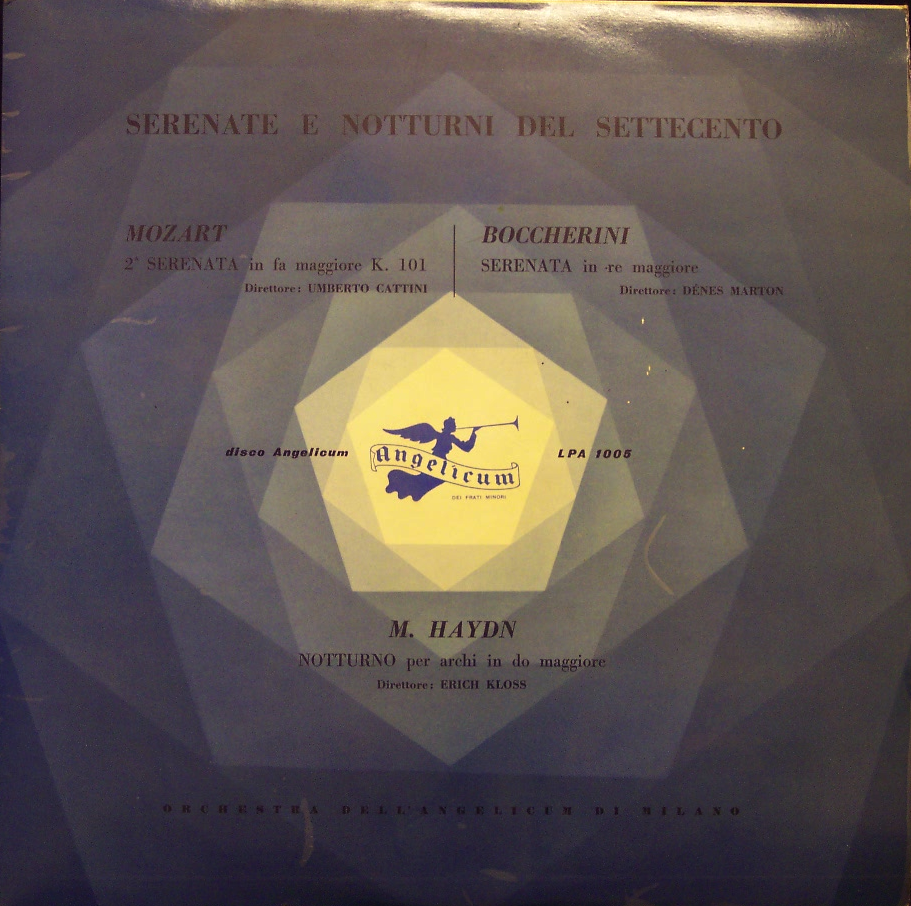 SERENATE E NOTTURNI DEL SETTECENTO
MOZART
2ª SERENATA in fa maggiore K. 101
Direttore: UMBERTO CATTINI
BOCCHERINI
SERENATA in re maggiore
Direttore: DÉNES MARTON
disco Angelicum
Angelicum
DEI FRATI MINORI
LPA 1005
M. HAYDN
NOTTURNO per archi in do maggiore
Direttore: ERICH KLOSS
ORCHESTRA DELL'ANGELICUM DI MILANO